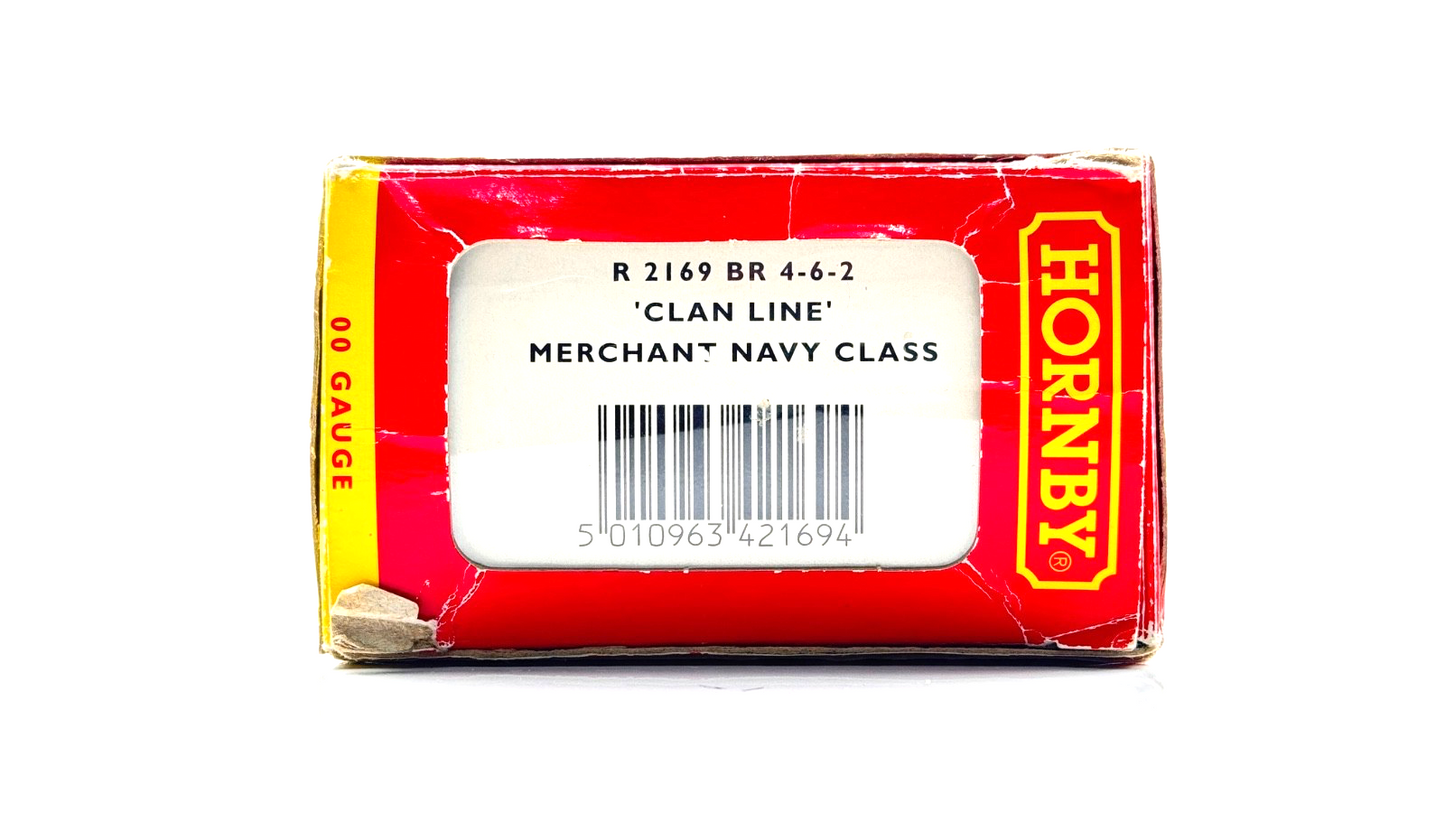 00 GAUGE
R 2169 BR 4-6-2
'CLAN LINE'
MERCHANT NAVY CLASS
5 010963 421694
HORNBY®